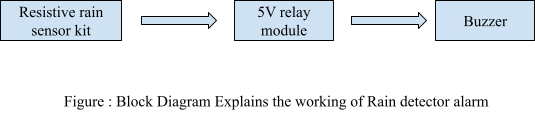 Resistive rain
sensor kit
5V relay
module
Buzzer
Figure : Block Diagram Explains the working of Rain detector alarm